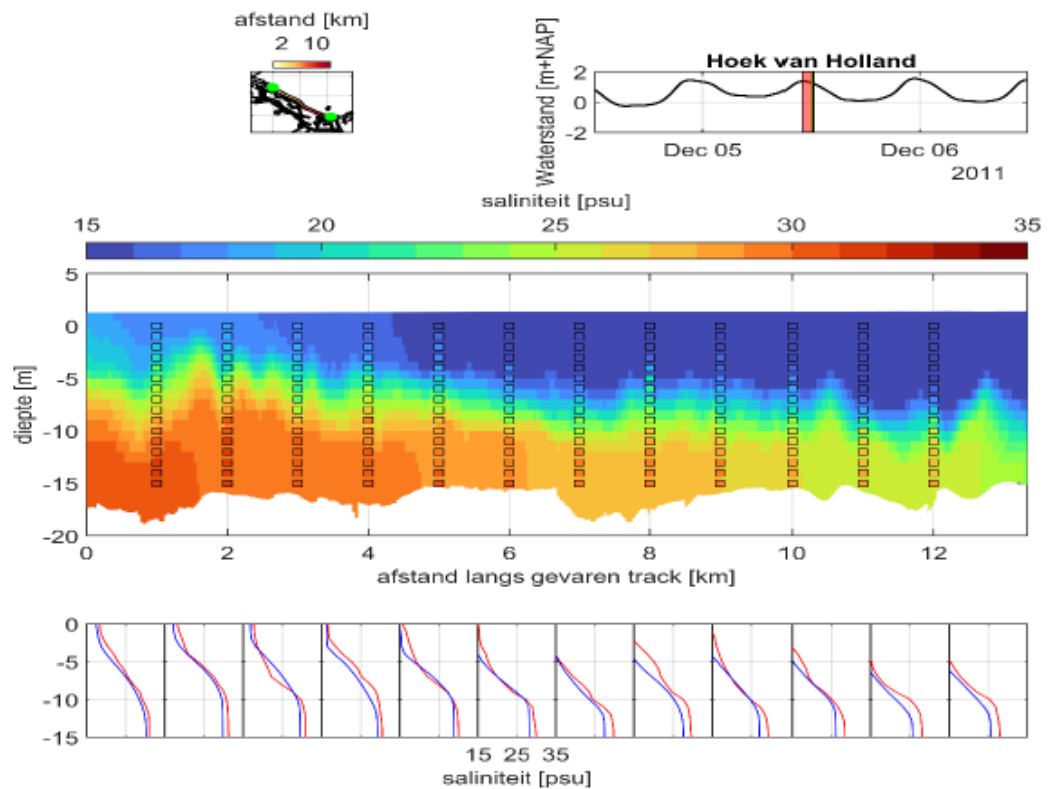 afstand [km]
2 10
Hoek van Holland
Waterstand [m+NAP]
2
0
-2
Dec 05 Dec 06
2011
saliniteit [psu]
15 20 25 30 35
diepte [m]
5
0
-5
-10
-15
-20
0 2 4 6 8 10 12
afstand langs gevaren track [km]
0
-5
-10
-15
15 25 35
saliniteit [psu]